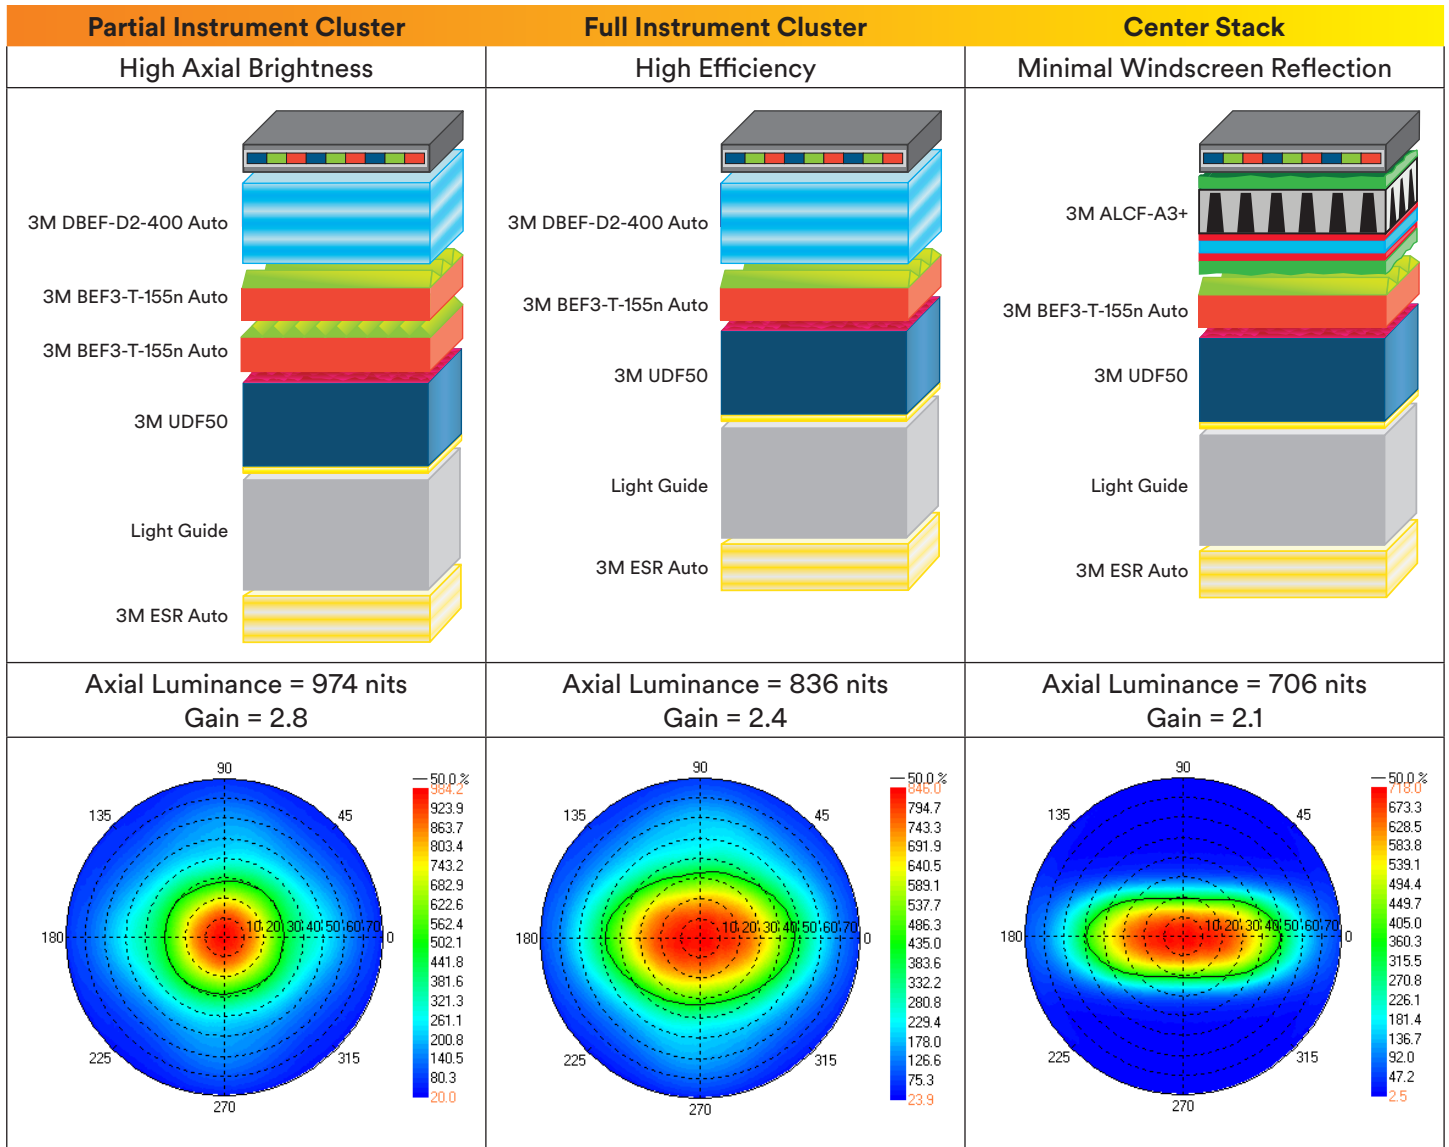 Partial Instrument Cluster
Full Instrument Cluster
Center Stack
High Axial Brightness
High Efficiency
Minimal Windscreen Reflection
3M DBEF-D2-400 Auto
3M BEF3-T-155n Auto
3M BEF3-T-155n Auto
3M UDF50
Light Guide
3M ESR Auto
3M DBEF-D2-400 Auto
3M BEF3-T-155n Auto
3M UDF50
Light Guide
3M ESR Auto
3M ALCF-A3+
3M BEF3-T-155n Auto
3M UDF50
Light Guide
3M ESR Auto
Axial Luminance = 974 nits
Gain = 2.8
Axial Luminance = 836 nits
Gain = 2.4
Axial Luminance = 706 nits
Gain = 2.1
90
135
45
180
10 20 30 40 50 60 70
0
225
315
270
50.0 %
984.2
923.9
863.7
803.4
743.2
682.9
622.6
562.4
502.1
441.8
381.6
321.3
261.1
200.8
140.5
80.3
20.0
90
135
45
180
10 20 30 40 50 60 70
0
225
315
270
50.0 %
846.0
794.7
743.3
691.9
640.5
589.1
537.7
486.3
435.0
383.6
332.2
280.8
229.4
178.0
126.6
75.3
23.9
90
135
45
180
10 20 30 40 50 60 70
0
225
315
270
50.0 %
718.0
673.3
628.5
583.8
539.1
494.4
449.7
405.0
360.3
315.5
270.8
226.1
181.4
136.7
92.0
47.2
2.5